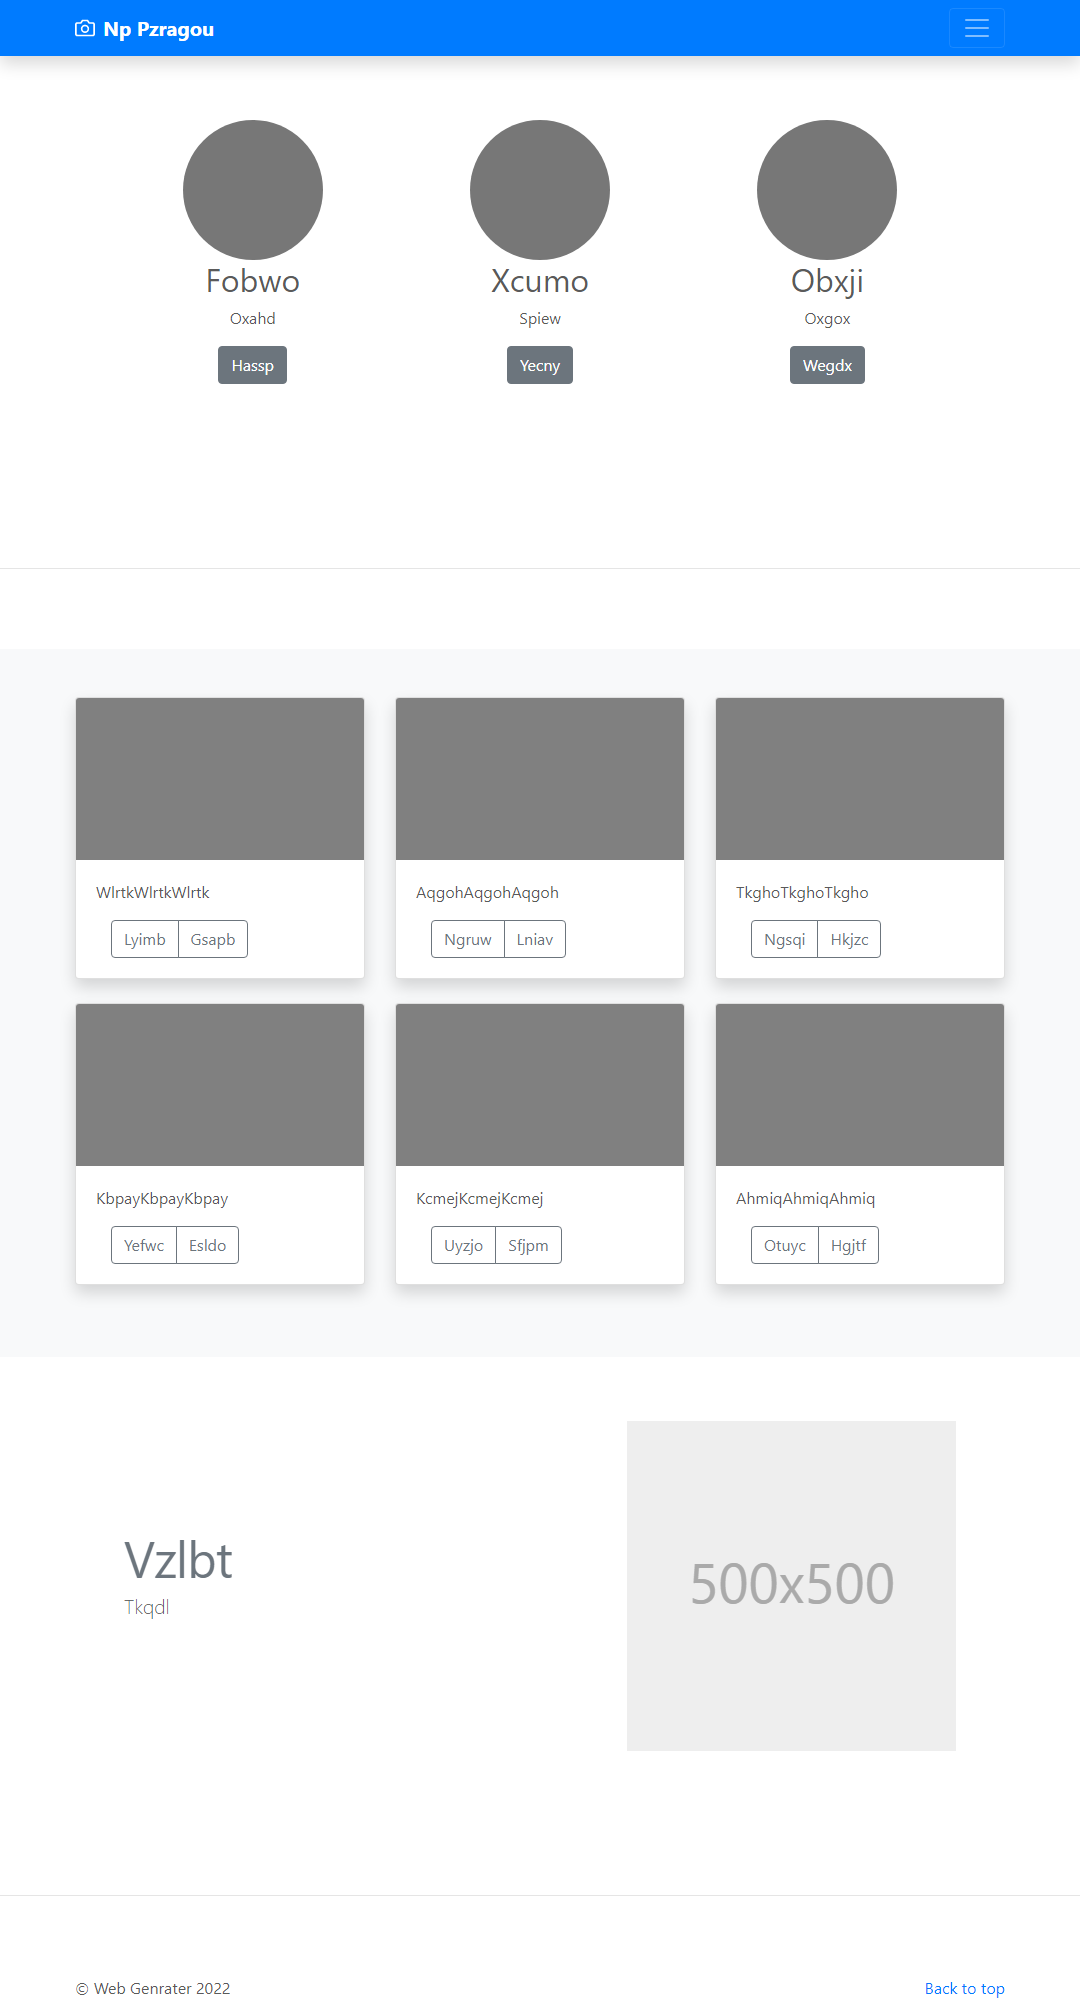 Np Pzragou
Fobwo
Oxahd
Hassp
Xcumo
Spiew
Yecny
Obxji
Oxgox
Wegdx
WlrtkWlrtkWlrtk
Lyimb Gsapb
AqgohAqgohAqgoh
Ngruw Lniav
TkghoTkghoTkgho
Ngsqi Hkjzc
KbpayKbpayKbpay
Yefwc Esldo
KcmejKcmejKcmej
Uyzjo Sfjpm
AhmiqAhmiqAhmiq
Otuyc Hgjtf
Vzlbt
Tkqdl
500x500
© Web Genrater 2022
Back to top